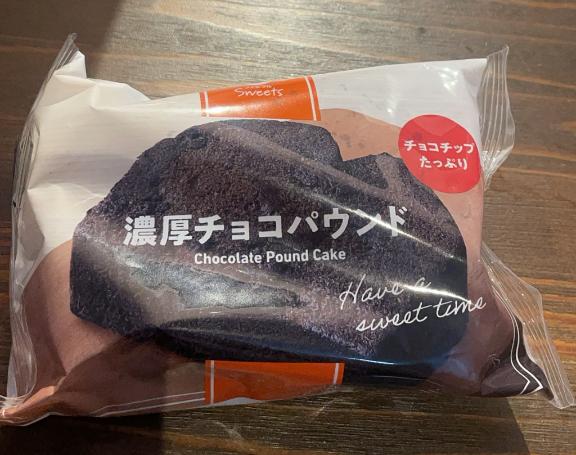 Sweets
チョコチップ
たっぷり
濃厚チョコパウンド
Chocolate Pound Cake
Have a
sweet time